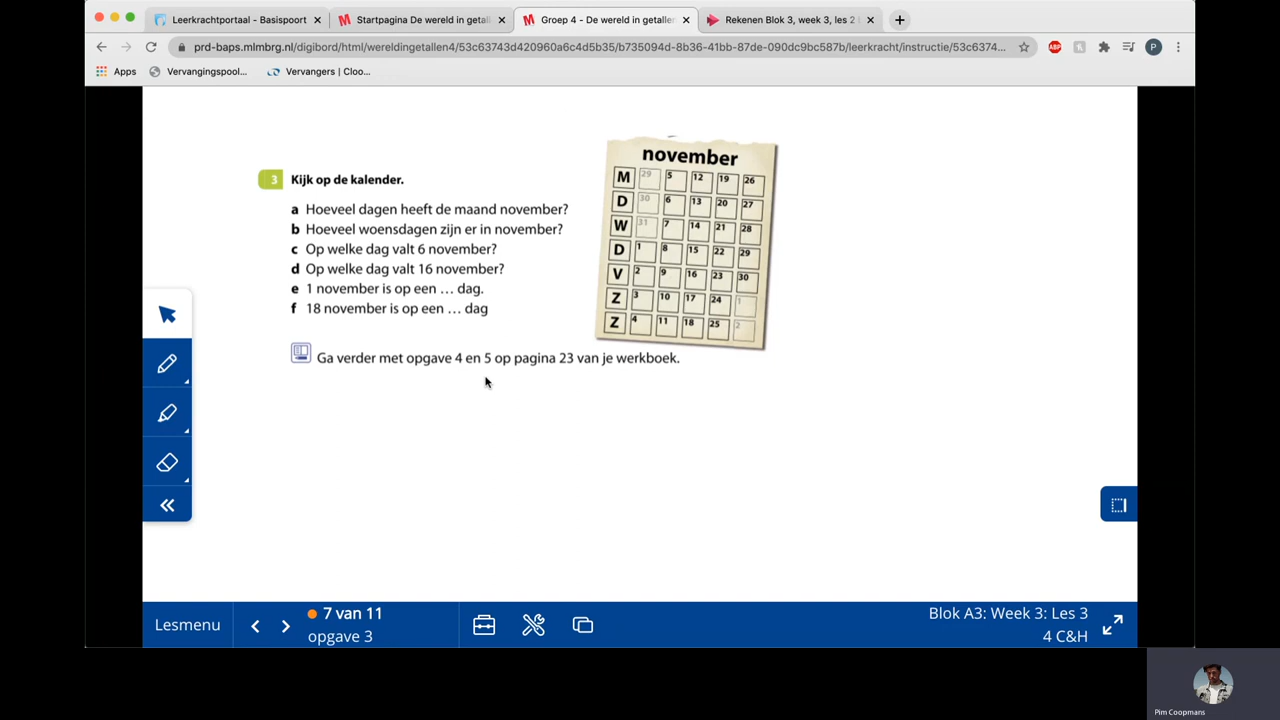 Leerkrachtportaal - Basispoort
Startpagina De wereld in getal
Groep 4 - De wereld in getallen
Rekenen Blok 3, week 3, les 2
prd-baps.mlmbrg.nl/digibord/html/wereldingetallen4/53c63743d420960a6c4d5b35/b735094d-8b36-41bb-87de-090dc9bc587b/leerkracht/instructie/53c6374...
ABP
P
Apps
Vervangingspool...
Vervangers | Cloo...
3 Kijk op de kalender.
a Hoeveel dagen heeft de maand november?
b Hoeveel woensdagen zijn er in november?
c Op welke dag valt 6 november?
d Op welke dag valt 16 november?
e 1 november is op een ... dag.
f 18 november is op een ... dag
Ga verder met opgave 4 en 5 op pagina 23 van je werkboek.
november
M 29 5 12 19 26
D 30 6 13 20 27
W 31 7 14 21 28
D 1 8 15 22 29
V 2 9 16 23 30
Z 3 10 17 24 1
Z 4 11 18 25 2
Lesmenu
7 van 11
opgave 3
Blok A3: Week 3: Les 3
4 C&H
Pim Coopmans